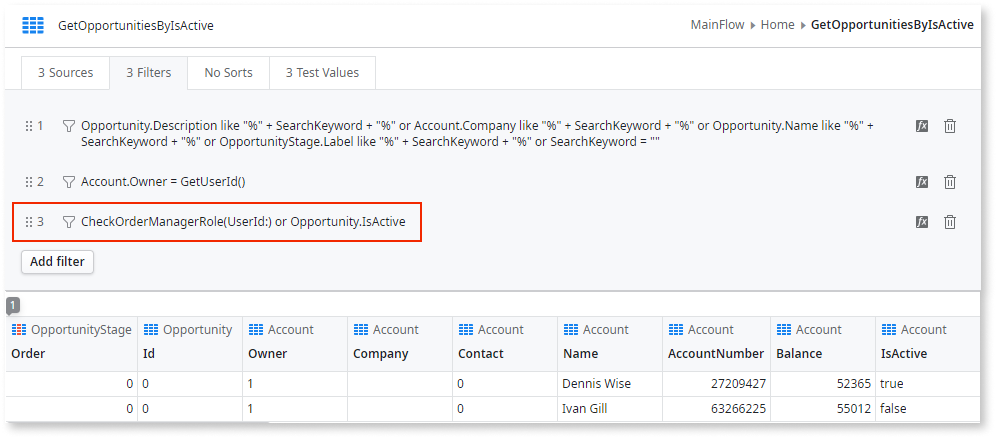 GetOpportunitiesByIsActive
MainFlow ▸ Home ▸ GetOpportunitiesByIsActive
3 Sources 3 Filters No Sorts 3 Test Values
1 Opportunity.Description like "%" + SearchKeyword + "%" or Account.Company like "%" + SearchKeyword + "%" or Opportunity.Name like "%" + fx
SearchKeyword + "%" or OpportunityStage.Label like "%" + SearchKeyword + "%" or SearchKeyword = ""
2 Account.Owner = GetUserId() fx
3 CheckOrderManagerRole(UserId:) or Opportunity.IsActive fx
Add filter
1
OpportunityStage Opportunity Account Account Account Account Account Account Account
Order Id Owner Company Contact Name AccountNumber Balance IsActive
0 0 1 0 Dennis Wise 27209427 52365 true
0 0 1 0 Ivan Gill 63266225 55012 false